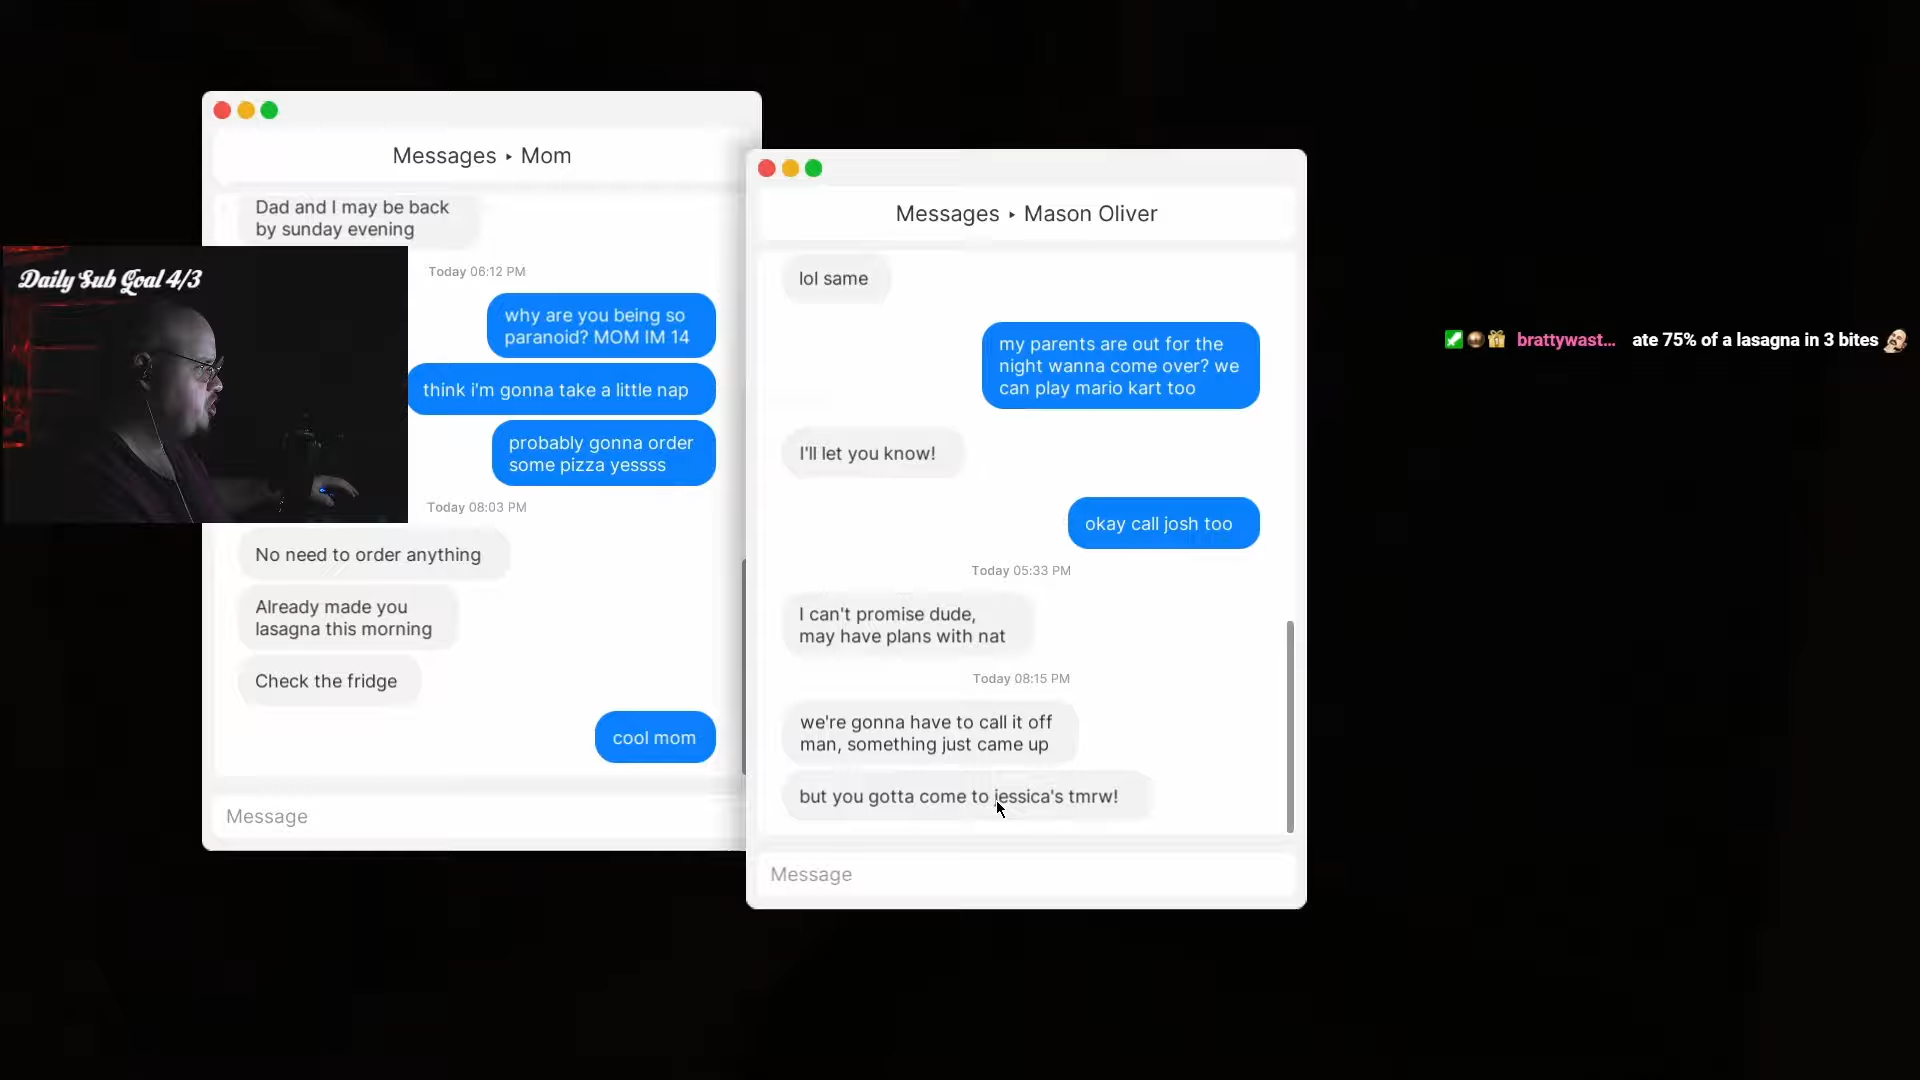 Messages ‣ Mom
Dad and I may be back
by sunday evening
Today 06:12 PM
why are you being so
paranoid? MOM IM 14
think i'm gonna take a little nap
probably gonna order
some pizza yessss
Today 08:03 PM
No need to order anything
Already made you
lasagna this morning
Check the fridge
cool mom
Message
Daily Sub Goal 4/3
Messages ‣ Mason Oliver
lol same
my parents are out for the
night wanna come over? we
can play mario kart too
I'll let you know!
okay call josh too
Today 05:33 PM
I can't promise dude,
may have plans with nat
Today 08:15 PM
we're gonna have to call it off
man, something just came up
but you gotta come to jessica's tmrw!
Message
brattywast... ate 75% of a lasagna in 3 bites